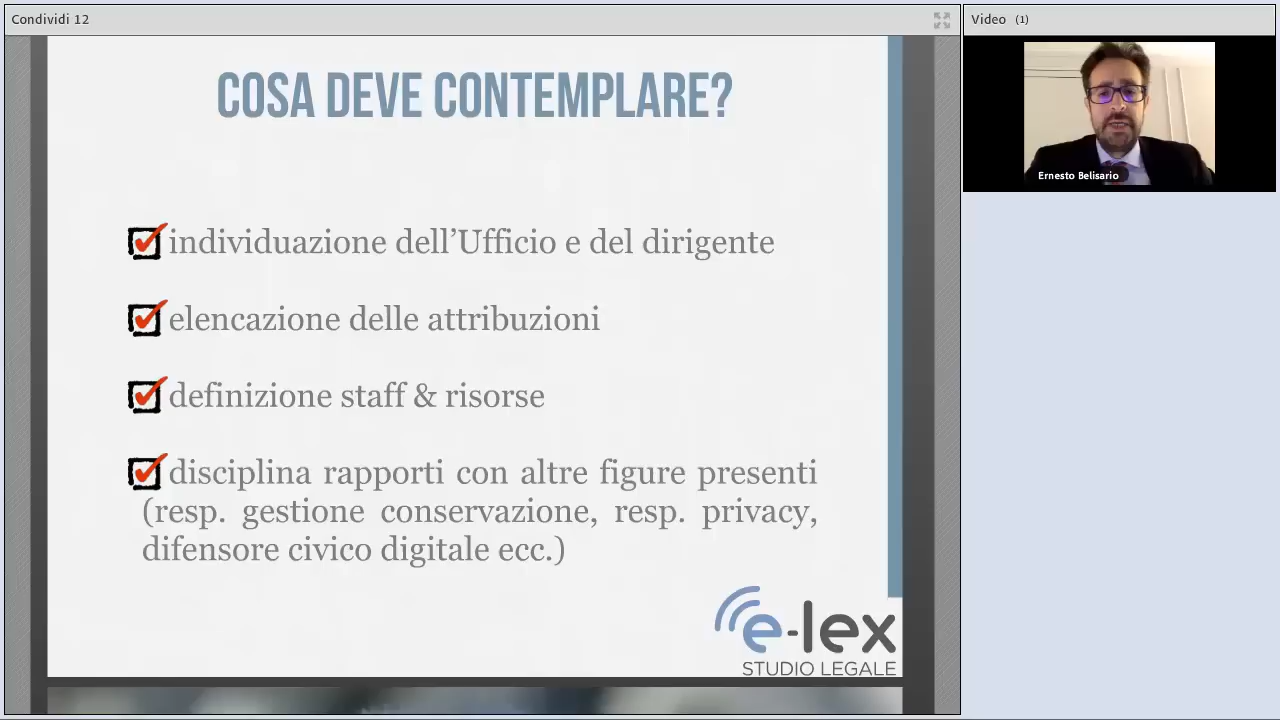 Condividi 12
Video (1)
COSA DEVE CONTEMPLARE?
individuazione dell’Ufficio e del dirigente
elencazione delle attribuzioni
definizione staff & risorse
disciplina rapporti con altre figure presenti
(resp. gestione conservazione, resp. privacy,
difensore civico digitale ecc.)
e-lex
STUDIO LEGALE
Ernesto Belisario